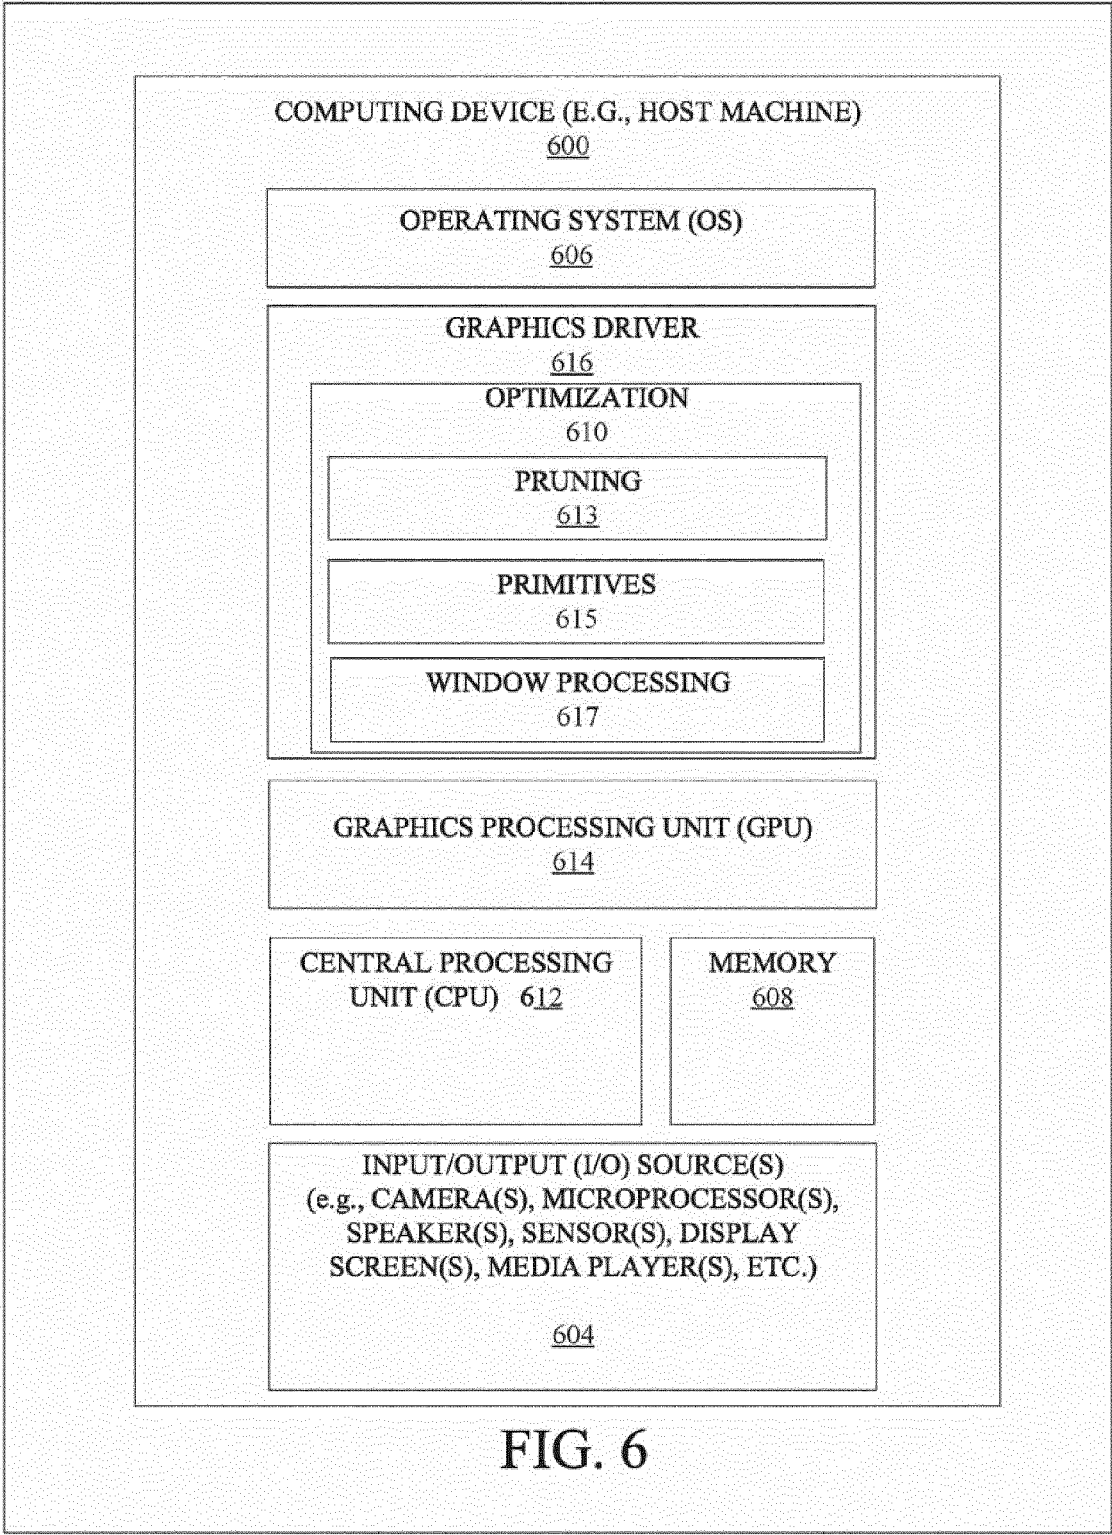 COMPUTING DEVICE (E.G., HOST MACHINE)
600
OPERATING SYSTEM (OS)
606
GRAPHICS DRIVER
616
OPTIMIZATION
610
PRUNING
613
PRIMITIVES
615
WINDOW PROCESSING
617
GRAPHICS PROCESSING UNIT (GPU)
614
CENTRAL PROCESSING
UNIT (CPU) 612
MEMORY
608
INPUT/OUTPUT (I/O) SOURCE(S)
(e.g., CAMERA(S), MICROPROCESSOR(S),
SPEAKER(S), SENSOR(S), DISPLAY
SCREEN(S), MEDIA PLAYER(S), ETC.)
604
FIG. 6